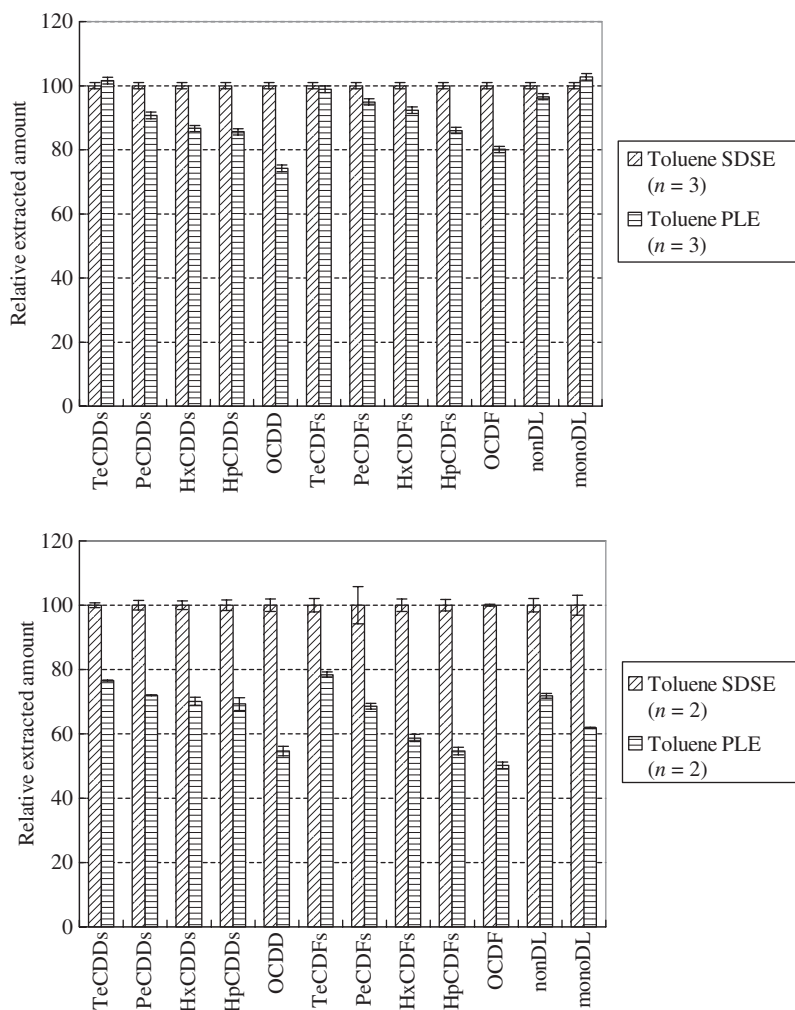 120
100
80
60
40
20
0
Relative extracted amount
TeCDDs
PeCDDs
HxCDDs
HpCDDs
OCDD
TeCDFs
PeCDFs
HxCDFs
HpCDFs
OCDF
nonDL
monoDL
Toluene SDSE
(n = 3)
Toluene PLE
(n = 3)
120
100
80
60
40
20
0
Relative extracted amount
TeCDDs
PeCDDs
HxCDDs
HpCDDs
OCDD
TeCDFs
PeCDFs
HxCDFs
HpCDFs
OCDF
nonDL
monoDL
Toluene SDSE
(n = 2)
Toluene PLE
(n = 2)